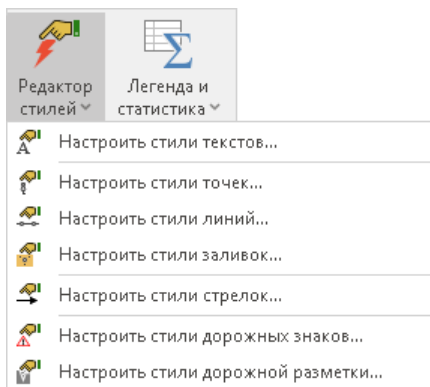 Редактор
стилей
Легенда и
статистика
Настроить стили текстов...
Настроить стили точек...
Настроить стили линий...
Настроить стили заливок...
Настроить стили стрелок...
Настроить стили дорожных знаков...
Настроить стили дорожной разметки...